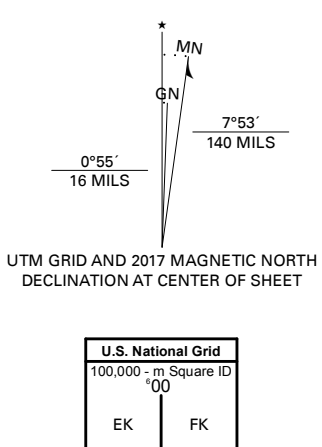 ★
MN
GN
7°53´
140 MILS
0°55´
16 MILS
UTM GRID AND 2017 MAGNETIC NORTH
DECLINATION AT CENTER OF SHEET
U.S. National Grid
100,000 - m Square ID
⁶00
EK FK